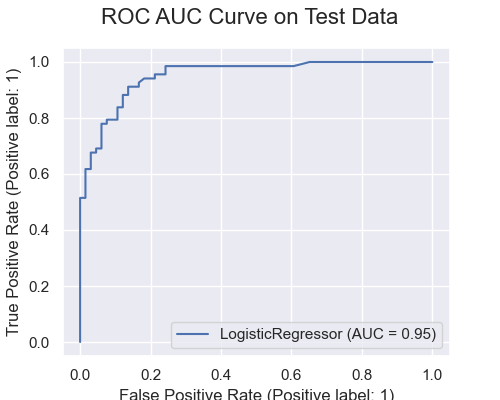 ROC AUC Curve on Test Data
True Positive Rate (Positive label: 1)
1.0
0.8
0.6
0.4
0.2
0.0
LogisticRegressor (AUC = 0.95)
0.0 0.2 0.4 0.6 0.8 1.0
False Positive Rate (Positive label: 1)